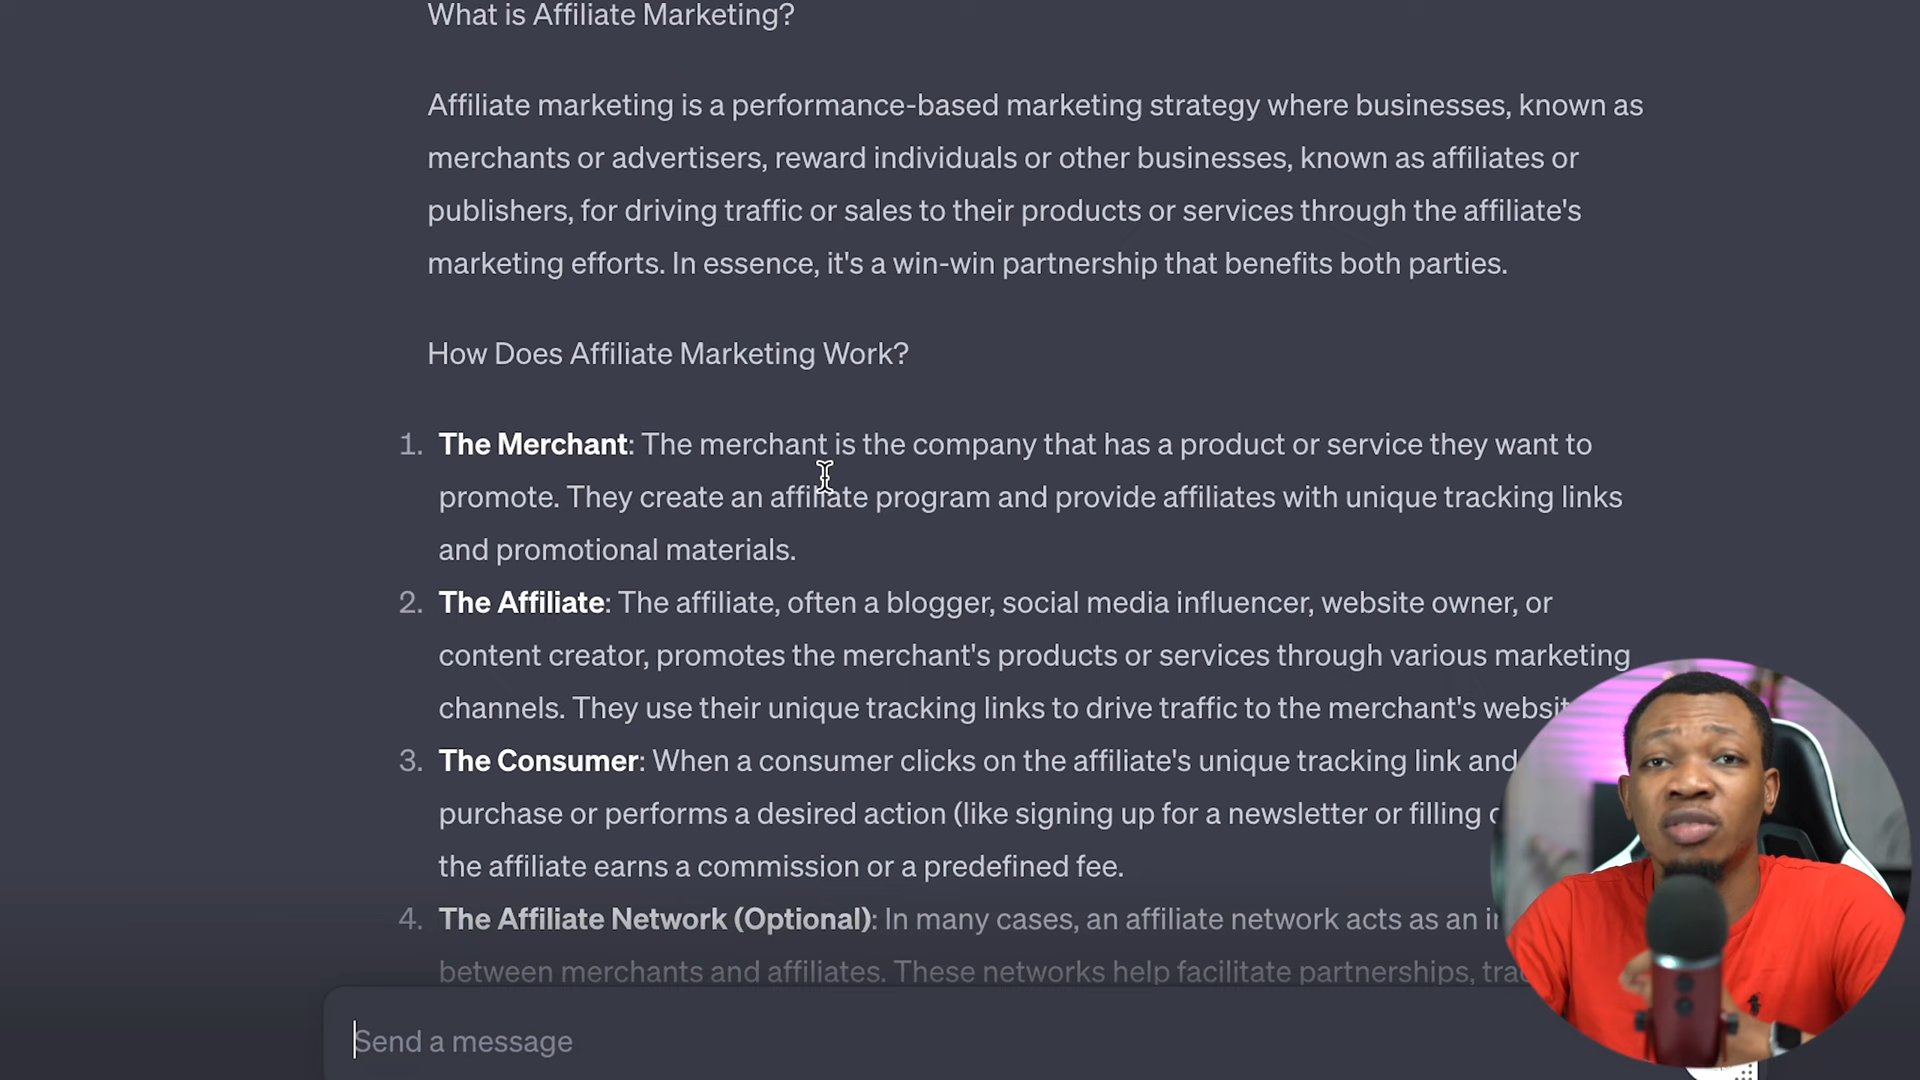 What is Affiliate Marketing?
Affiliate marketing is a performance-based marketing strategy where businesses, known as
merchants or advertisers, reward individuals or other businesses, known as affiliates or
publishers, for driving traffic or sales to their products or services through the affiliate's
marketing efforts. In essence, it's a win-win partnership that benefits both parties.
How Does Affiliate Marketing Work?
1. The Merchant: The merchant is the company that has a product or service they want to
promote. They create an affiliate program and provide affiliates with unique tracking links
and promotional materials.
2. The Affiliate: The affiliate, often a blogger, social media influencer, website owner, or
content creator, promotes the merchant's products or services through various marketing
channels. They use their unique tracking links to drive traffic to the merchant's
3. The Consumer: When a consumer clicks on the affiliate's unique tracking link and
purchase or performs a desired action (like signing up for a newsletter or filling
the affiliate earns a commission or a predefined fee.
4. The Affiliate Network (Optional): In many cases, an affiliate network acts as an
between merchants and affiliates. These networks help facilitate partnerships,
Send a message